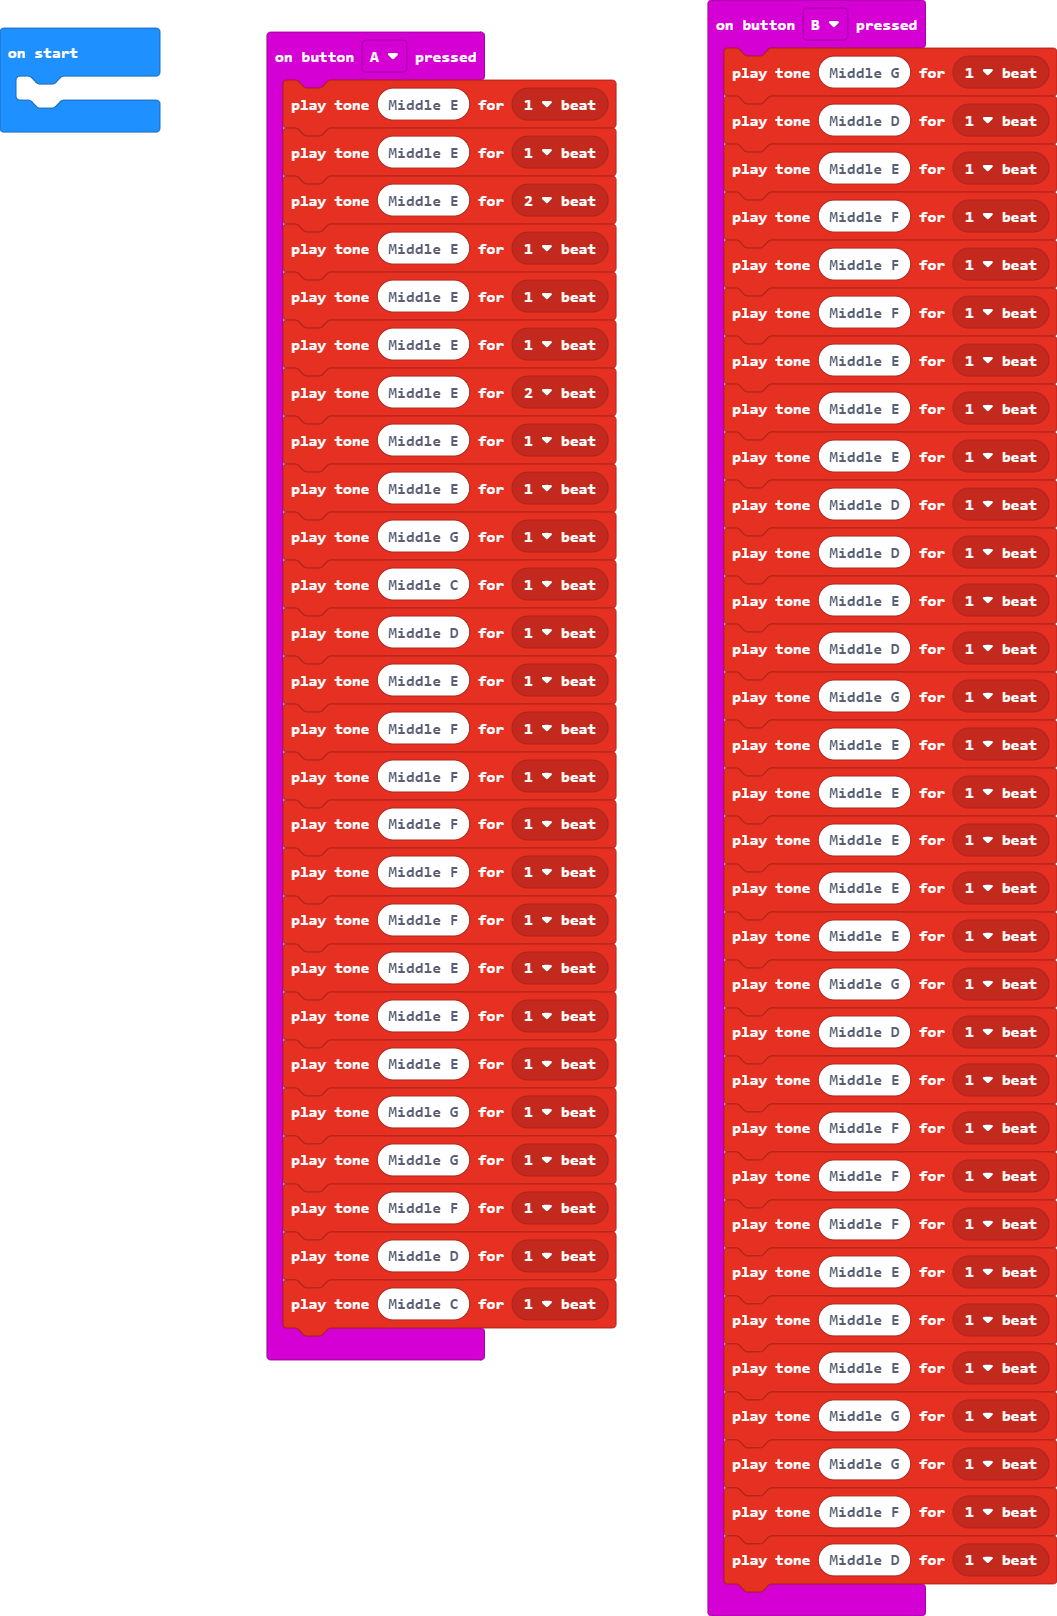 on start
on button A pressed
play tone Middle E for 1 beat
play tone Middle E for 1 beat
play tone Middle E for 2 beat
play tone Middle E for 1 beat
play tone Middle E for 1 beat
play tone Middle E for 1 beat
play tone Middle E for 2 beat
play tone Middle E for 1 beat
play tone Middle E for 1 beat
play tone Middle G for 1 beat
play tone Middle C for 1 beat
play tone Middle D for 1 beat
play tone Middle E for 1 beat
play tone Middle F for 1 beat
play tone Middle F for 1 beat
play tone Middle F for 1 beat
play tone Middle F for 1 beat
play tone Middle F for 1 beat
play tone Middle E for 1 beat
play tone Middle E for 1 beat
play tone Middle E for 1 beat
play tone Middle G for 1 beat
play tone Middle G for 1 beat
play tone Middle F for 1 beat
play tone Middle D for 1 beat
play tone Middle C for 1 beat
on button B pressed
play tone Middle G for 1 beat
play tone Middle D for 1 beat
play tone Middle E for 1 beat
play tone Middle F for 1 beat
play tone Middle F for 1 beat
play tone Middle F for 1 beat
play tone Middle E for 1 beat
play tone Middle E for 1 beat
play tone Middle E for 1 beat
play tone Middle D for 1 beat
play tone Middle D for 1 beat
play tone Middle E for 1 beat
play tone Middle D for 1 beat
play tone Middle G for 1 beat
play tone Middle E for 1 beat
play tone Middle E for 1 beat
play tone Middle E for 1 beat
play tone Middle E for 1 beat
play tone Middle E for 1 beat
play tone Middle G for 1 beat
play tone Middle D for 1 beat
play tone Middle E for 1 beat
play tone Middle F for 1 beat
play tone Middle F for 1 beat
play tone Middle F for 1 beat
play tone Middle E for 1 beat
play tone Middle E for 1 beat
play tone Middle E for 1 beat
play tone Middle G for 1 beat
play tone Middle G for 1 beat
play tone Middle F for 1 beat
play tone Middle D for 1 beat